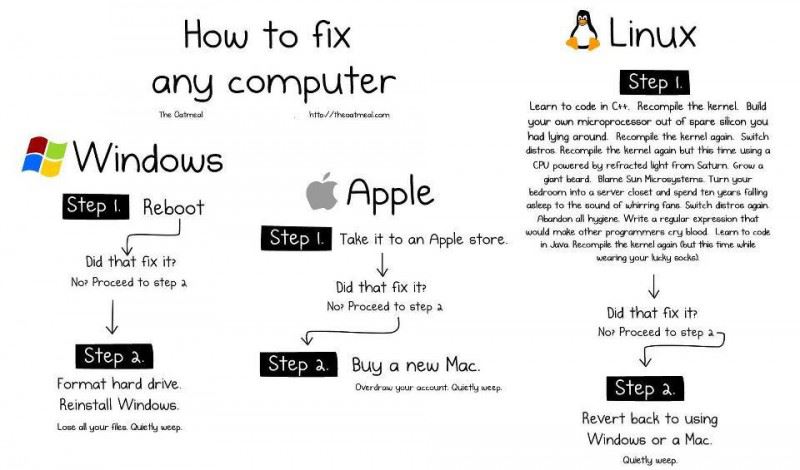 How to fix
any computer
The Oatmeal http://theoatmeal.com
Windows
Step 1. Reboot
Did that fix it?
No? Proceed to step 2
Step 2.
Format hard drive.
Reinstall Windows.
Lose all your files. Quietly weep.
Apple
Step 1. Take it to an Apple store.
Did that fix it?
No? Proceed to step 2
Step 2. Buy a new Mac.
Overdraw your account. Quietly weep.
Linux
Step 1.
Learn to code in C++. Recompile the kernel. Build
your own microprocessor out of spare silicon you
had lying around. Recompile the kernel again. Switch
distros. Recompile the kernel again but this time using a
CPU powered by refracted light from Saturn. Grow a
giant beard. Blame Sun Microsystems. Turn your
bedroom into a server closet and spend ten years falling
asleep to the sound of whirring fans. Switch distros again.
Abandon all hygiene. Write a regular expression that
would make other programmers cry blood. Learn to code
in Java. Recompile the kernel again (but this time while
wearing your lucky socks).
Did that fix it?
No? Proceed to step 2
Step 2.
Revert back to using
Windows or a Mac.
Quietly weep.